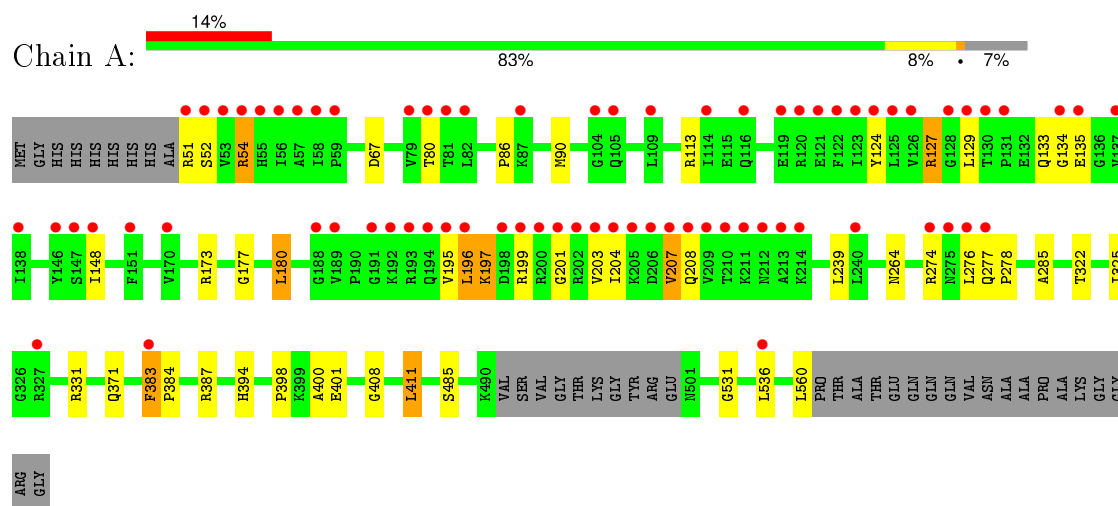 14%
Chain A:
83% 8% • 7%
MET GLY HIS HIS HIS HIS HIS HIS ALA R51 S52 V53 R54 H55 I56 A57 I58 P59 D67 V79 T80 T81 L82 P86 K87 M90 G104 Q105 L109 R113 I114 E115 Q116 E119 R120 E121 F122 I123 Y124 L125 V126 R127 G128 L129 T130 P131 E132 Q133 G134 E135 G136 V137
I138 Y146 S147 I148 F151 V170 R173 G177 L180 G188 V189 P190 G191 K192 R193 Q194 V195 L196 K197 D198 R199 R200 G201 R202 V203 I204 K205 D206 V207 Q208 V209 T210 K211 N212 A213 K214 L239 L240 N264 R274 N275 L276 Q277 P278 A285 T322 I325
G326 R327 R331 Q371 F383 P384 R387 H394 P398 K399 A400 E401 G408 L411 S485 K490 VAL SER VAL GLY THR LYS GLY TYR ARG GLU N501 G531 L536 L560 PRO THR ALA THR GLU GLN GLN GLN VAL ASN ALA ALA PRO ALA LYS GLY GLY
ARG GLY